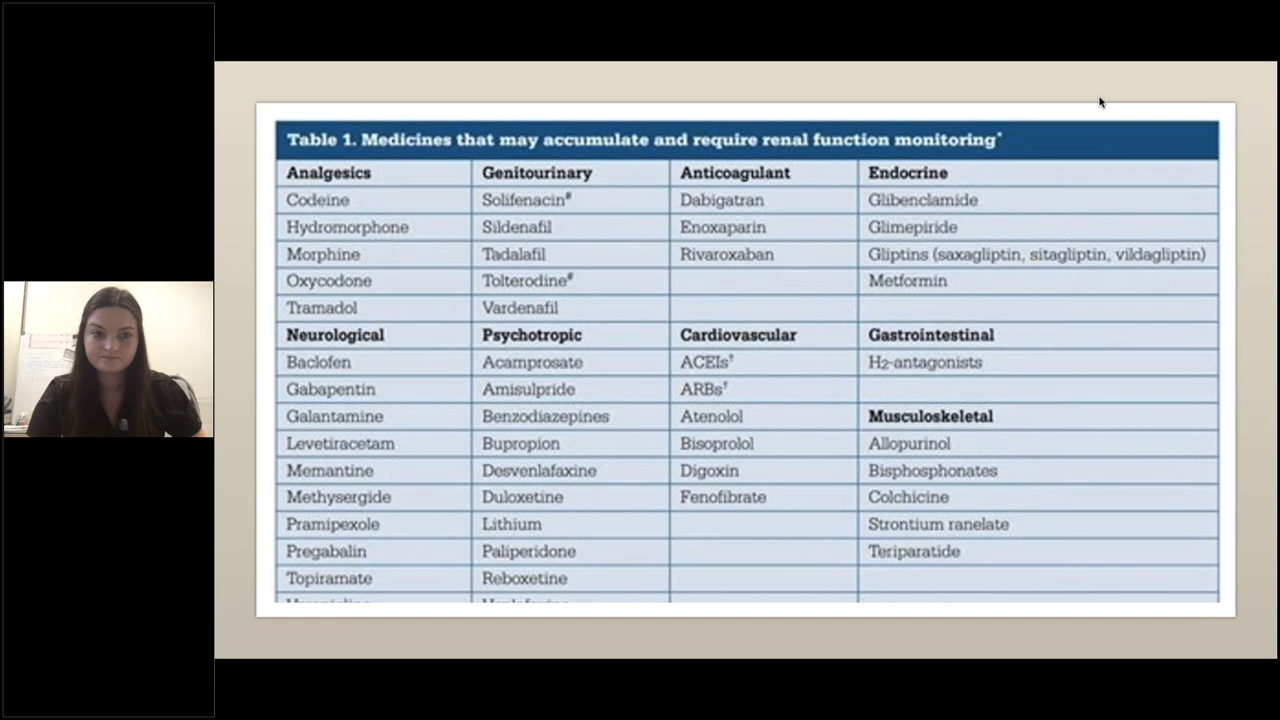 Table 1. Medicines that may accumulate and require renal function monitoring*
Analgesics Genitourinary Anticoagulant Endocrine
Codeine Solifenacin# Dabigatran Glibenclamide
Hydromorphone Sildenafil Enoxaparin Glimepiride
Morphine Tadalafil Rivaroxaban Gliptins (saxagliptin, sitagliptin, vildagliptin)
Oxycodone Tolterodine# Metformin
Tramadol Vardenafil
Neurological Psychotropic Cardiovascular Gastrointestinal
Baclofen Acamprosate ACEIs† H2-antagonists
Gabapentin Amisulpride ARBs†
Galantamine Benzodiazepines Atenolol Musculoskeletal
Levetiracetam Bupropion Bisoprolol Allopurinol
Memantine Desvenlafaxine Digoxin Bisphosphonates
Methysergide Duloxetine Fenofibrate Colchicine
Pramipexole Lithium Strontium ranelate
Pregabalin Paliperidone Teriparatide
Topiramate Reboxetine